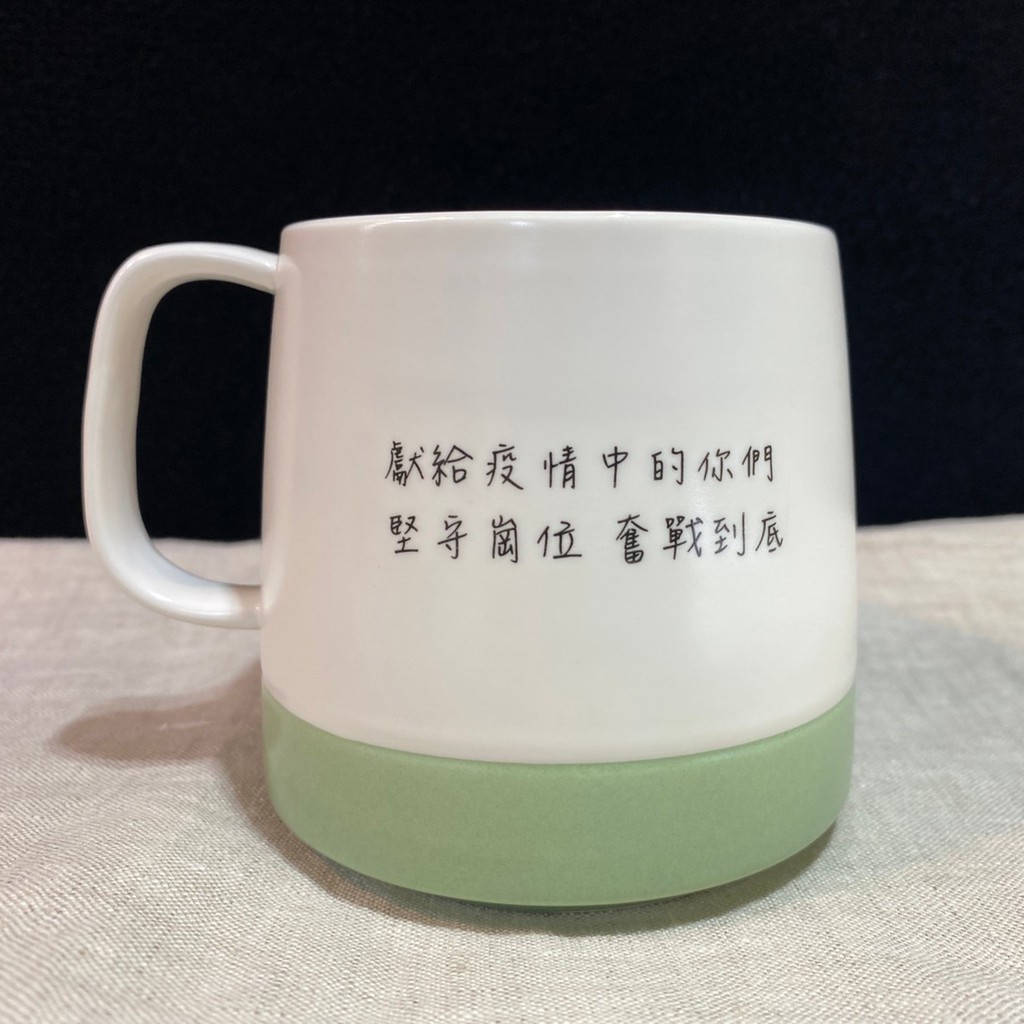 獻給疫情中的你們
堅守崗位 奮戰到底